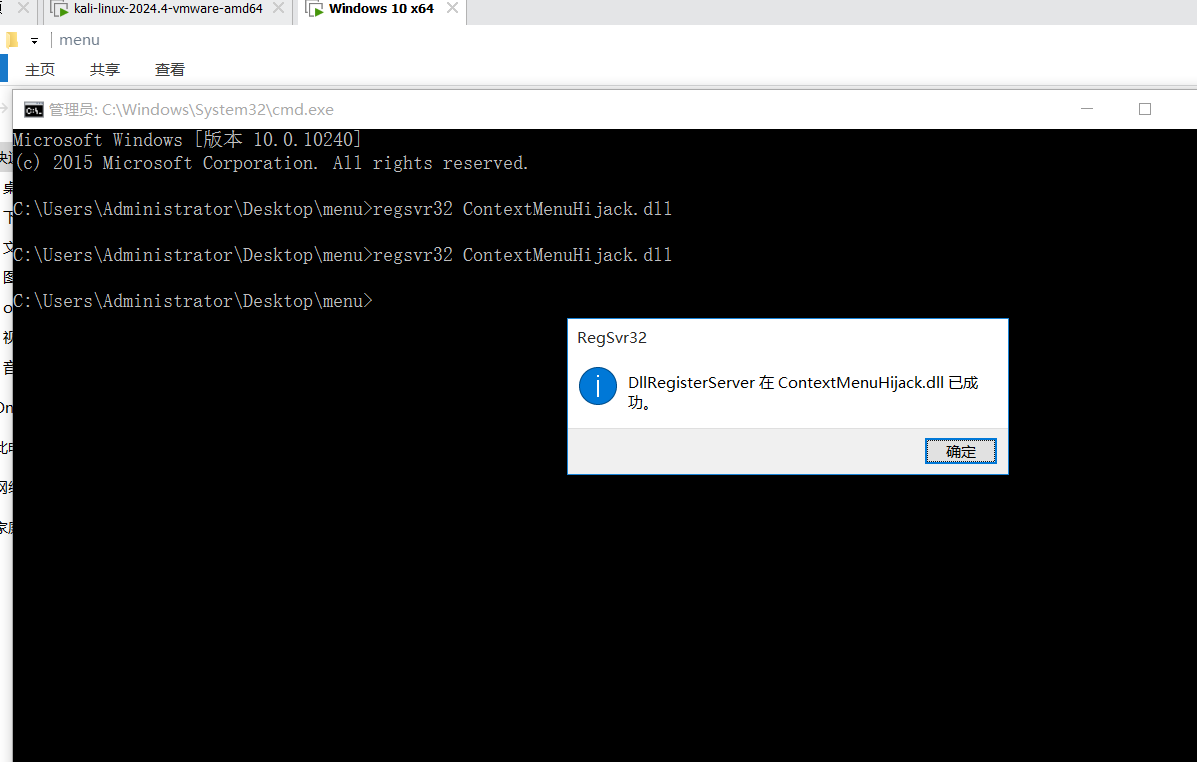 kali-linux-2024.4-vmware-amd64
Windows 10 x64
menu
主页 共享 查看
管理员: C:\Windows\System32\cmd.exe
Microsoft Windows [版本 10.0.10240]
(c) 2015 Microsoft Corporation. All rights reserved.
C:\Users\Administrator\Desktop\menu>regsvr32 ContextMenuHijack.dll
C:\Users\Administrator\Desktop\menu>regsvr32 ContextMenuHijack.dll
C:\Users\Administrator\Desktop\menu>
RegSvr32
DllRegisterServer 在 ContextMenuHijack.dll 已成
功。
确定